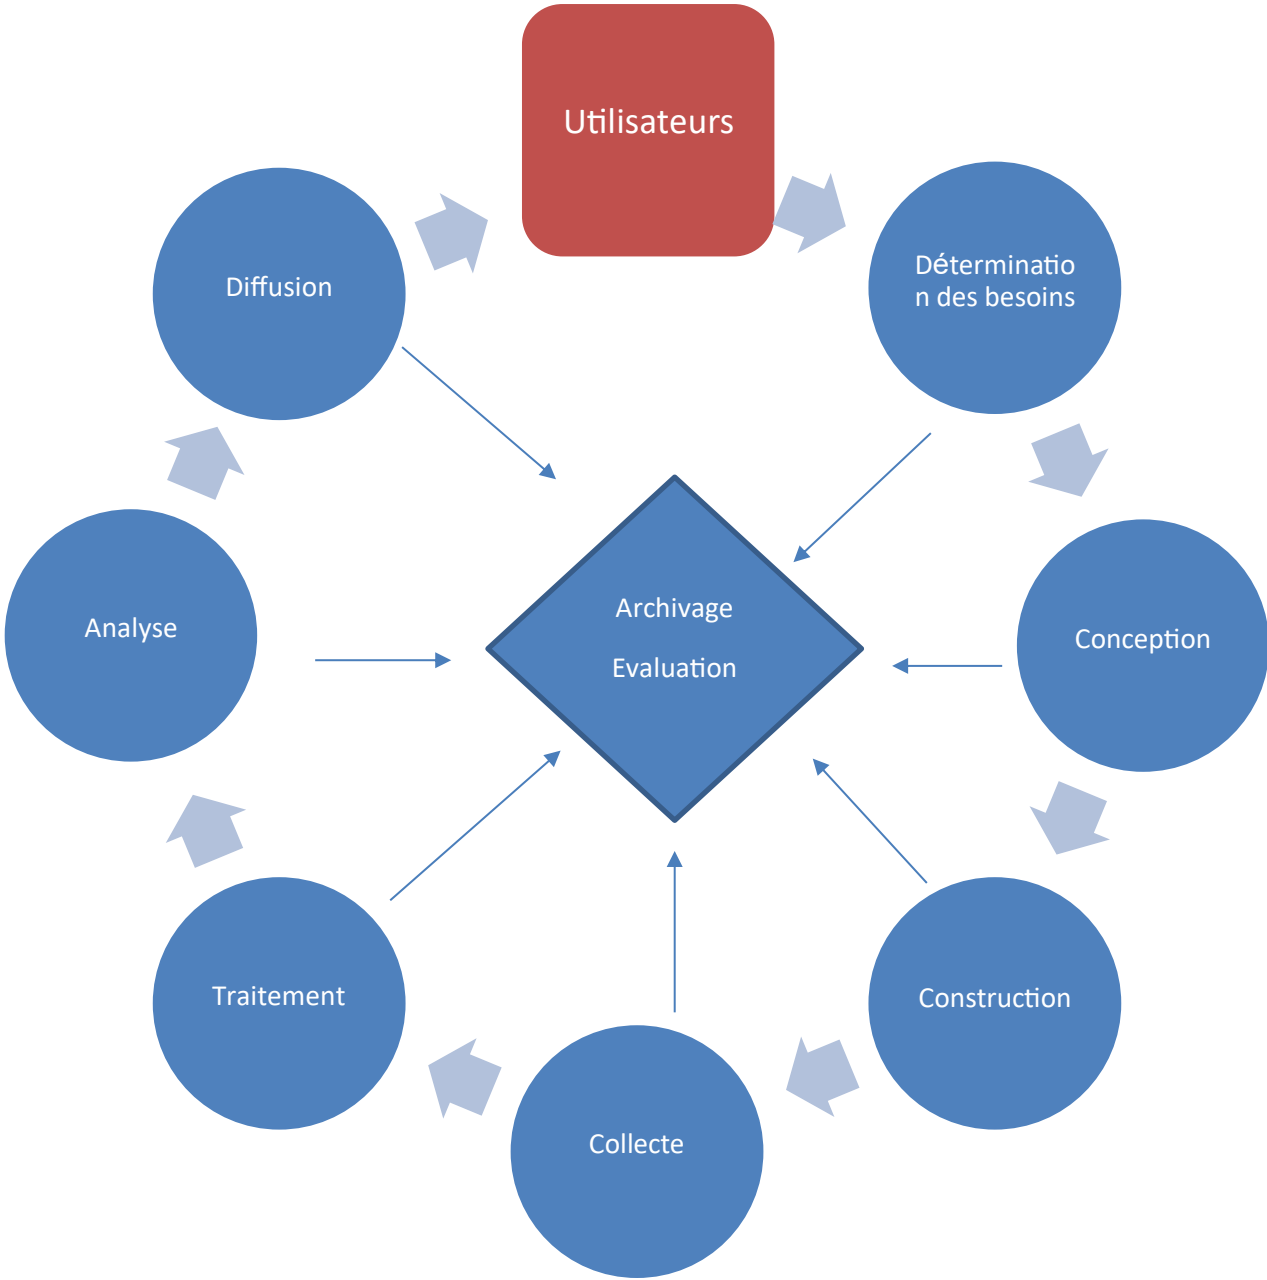 Utilisateurs
Déterminatio
n des besoins
Conception
Construction
Collecte
Traitement
Analyse
Diffusion
Archivage
Evaluation